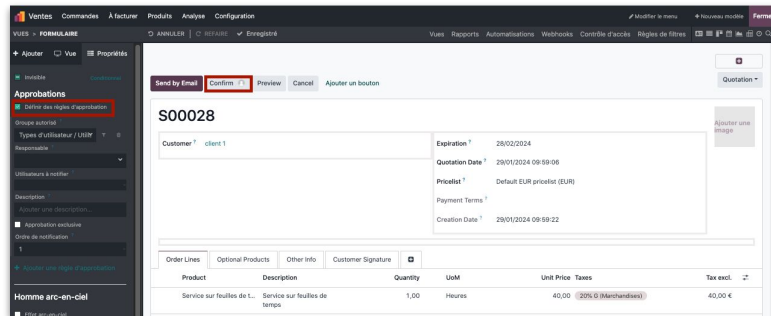 Ventes Commandes À facturer Produits Analyse Configuration Modifier le menu + Nouveau modèle Ferme
VUES » FORMULAIRE ANNULER REFAIRE Enregistré Vues Rapports Automatisations Webhooks Contrôle d'accès Règles de filtres
+ Ajouter Vue Propriétés
Invisible Conditionnel
Send by Email Confirm Preview Cancel Ajouter un bouton Quotation
Approbations
Définir des règles d'approbation
Groupe autorisé ?
Types d'utilisateur / Utili
Responsable ?
Utilisateurs à notifier ?
Description ?
Ajouter une description...
Approbation exclusive
Ordre de notification ?
1
+ Ajouter une règle d'approbation
Homme arc-en-ciel
Effet arc-en-ciel
S00028
Ajouter une image
Customer ? client 1
Expiration ? 28/02/2024
Quotation Date ? 29/01/2024 09:59:06
Pricelist ? Default EUR pricelist (EUR)
Payment Terms ?
Creation Date ? 29/01/2024 09:59:22
Order Lines Optional Products Other Info Customer Signature
Product Description Quantity UoM Unit Price Taxes Tax excl.
Service sur feuilles de t... Service sur feuilles de temps 1,00 Heures 40,00 20% G (Marchandises) 40,00 €